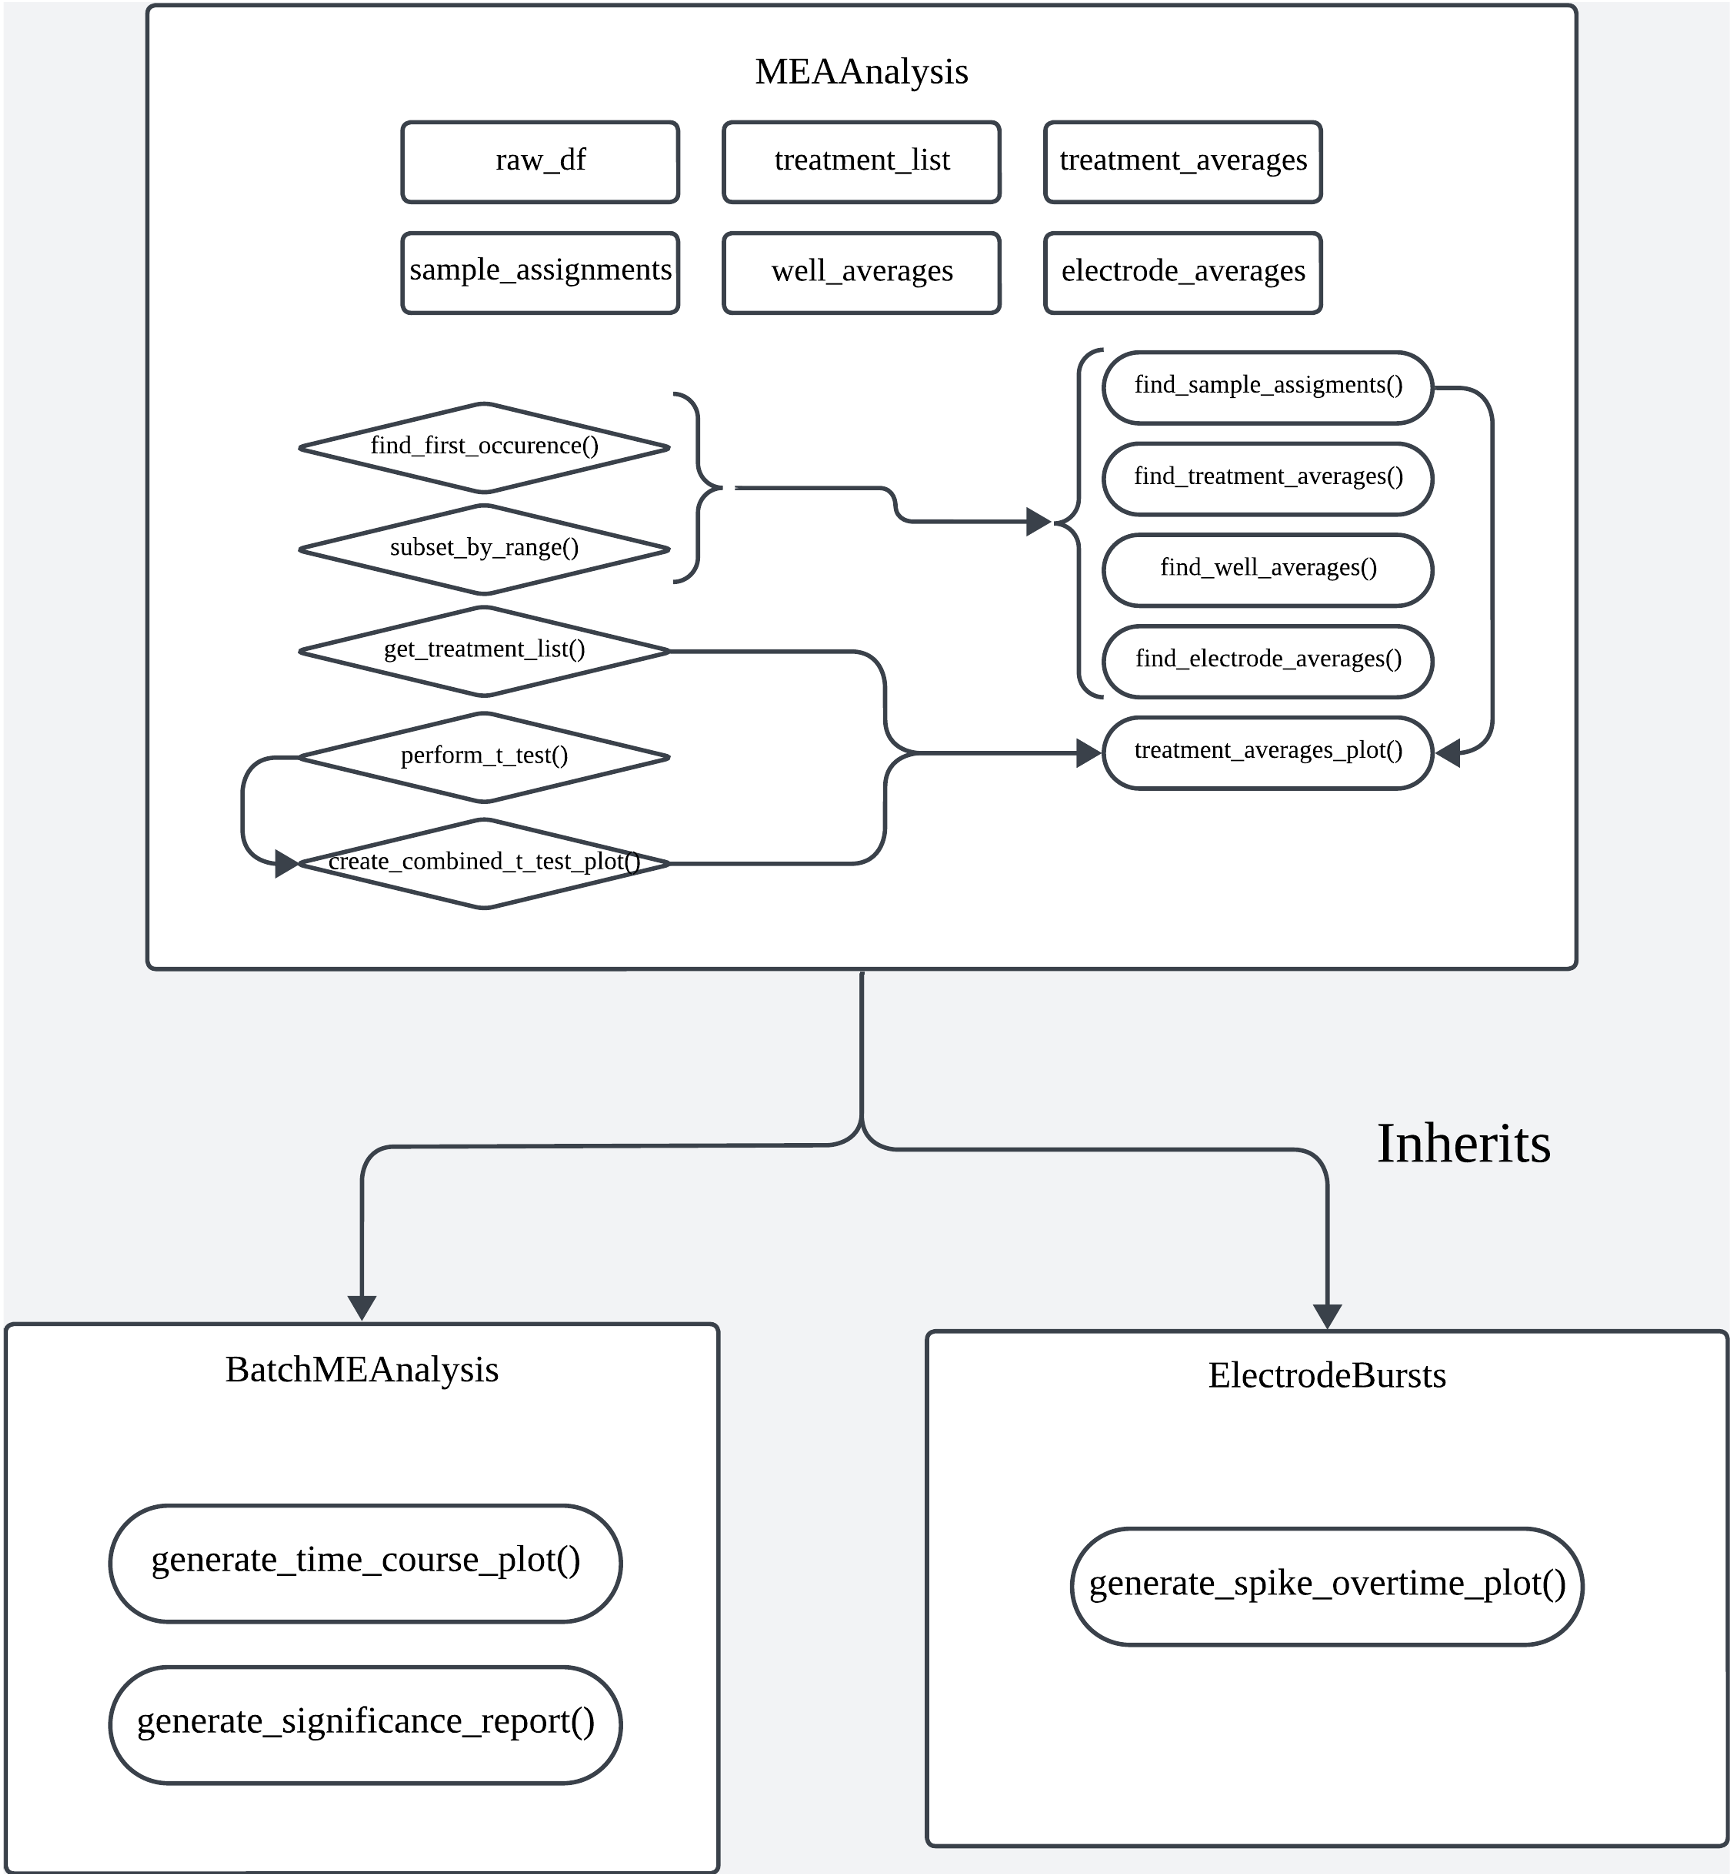 MEAAnalysis
raw_df
treatment_list
treatment_averages
sample_assignments
well_averages
electrode_averages
find_first_occurence()
subset_by_range()
get_treatment_list()
perform_t_test()
create_combined_t_test_plot()
find_sample_assigments()
find_treatment_averages()
find_well_averages()
find_electrode_averages()
treatment_averages_plot()
Inherits
BatchMEAnalysis
generate_time_course_plot()
generate_significance_report()
ElectrodeBursts
generate_spike_overtime_plot()